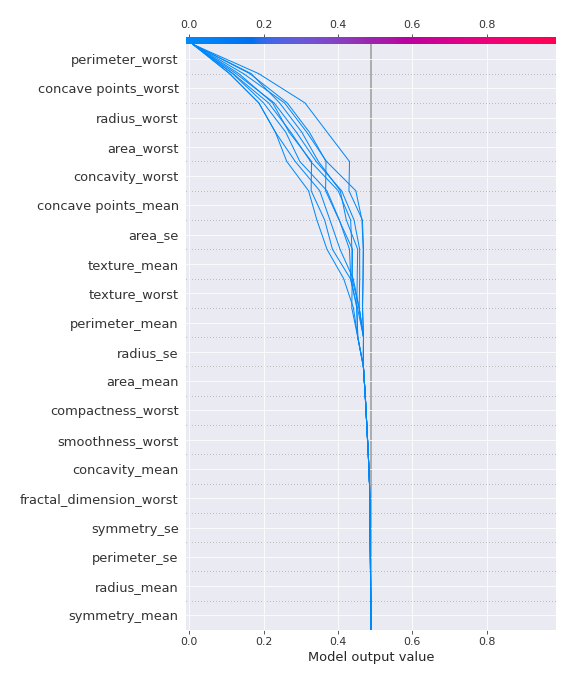 0.0 0.2 0.4 0.6 0.8
perimeter_worst
concave points_worst
radius_worst
area_worst
concavity_worst
concave points_mean
area_se
texture_mean
texture_worst
perimeter_mean
radius_se
area_mean
compactness_worst
smoothness_worst
concavity_mean
fractal_dimension_worst
symmetry_se
perimeter_se
radius_mean
symmetry_mean
0.0 0.2 0.4 0.6 0.8
Model output value